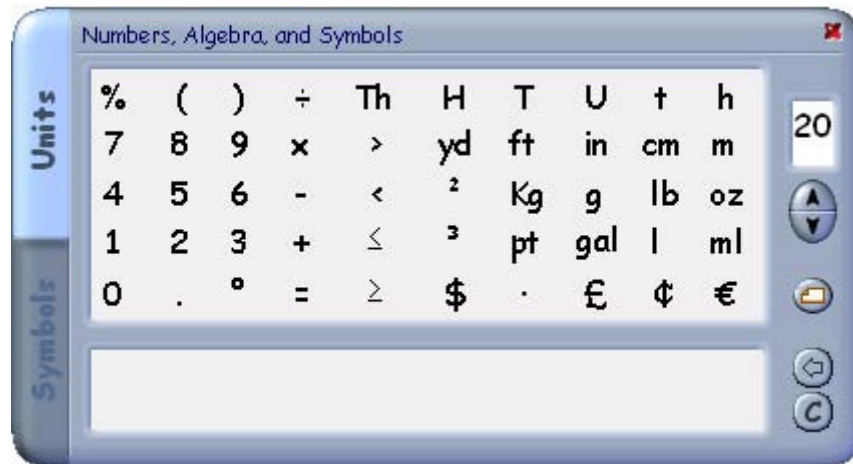 Numbers, Algebra, and Symbols
Units
Symbols
% ( ) ÷ Th H T U t h
7 8 9 × > yd ft in cm m
4 5 6 - < ² Kg g lb oz
1 2 3 + ≤ ³ pt gal l ml
0 . ° = ≥ $ · £ ¢ €
20
C